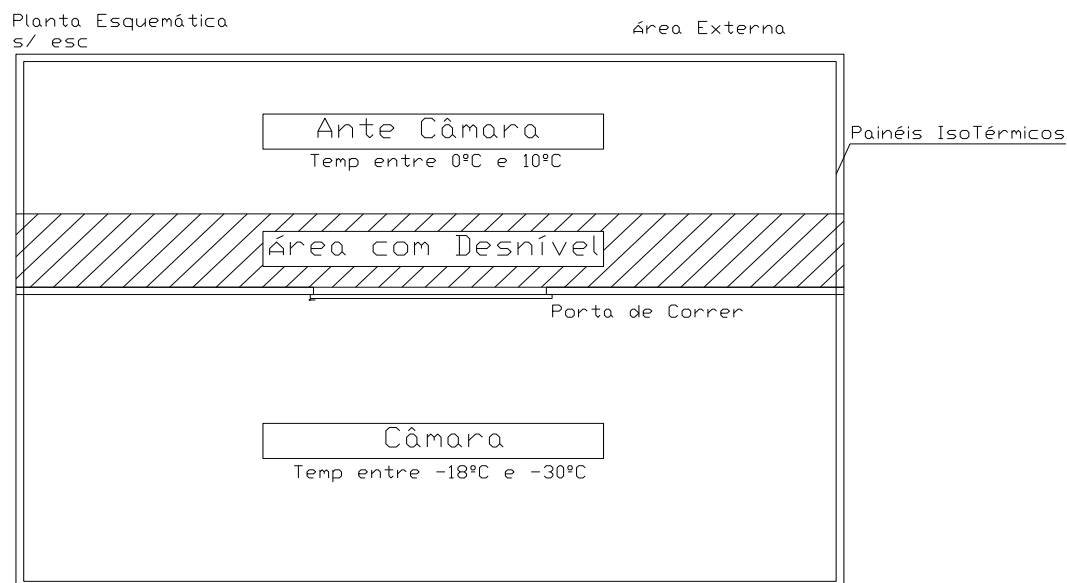 Planta Esquemática
s/ esc
Área Externa
Ante Câmara
Temp entre 0ºC e 10ºC
Painéis IsoTérmicos
Área com Desnível
Porta de Correr
Câmara
Temp entre -18ºC e -30ºC